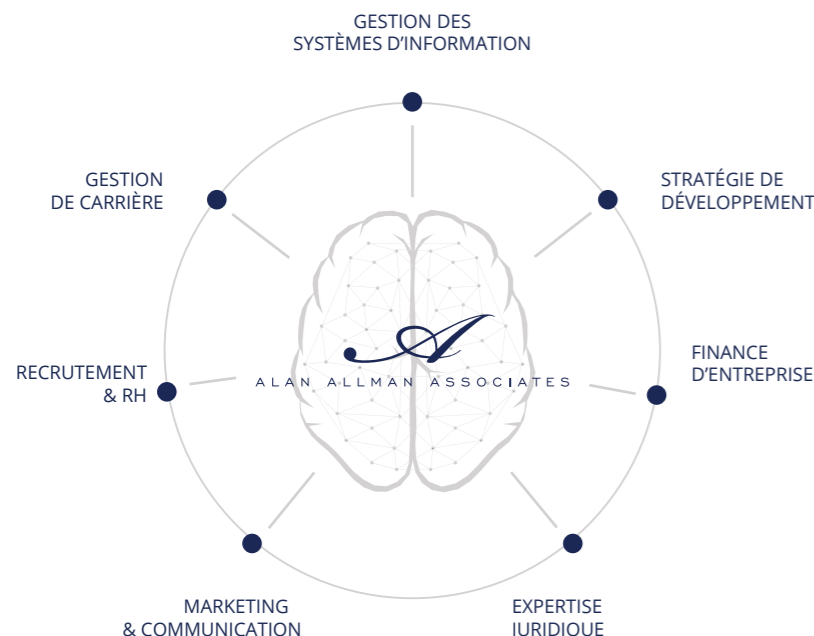 GESTION DES
SYSTÈMES D'INFORMATION
GESTION
DE CARRIÈRE
STRATÉGIE DE
DÉVELOPPEMENT
RECRUTEMENT
& RH
ALAN ALLMAN ASSOCIATES
FINANCE
D'ENTREPRISE
MARKETING
& COMMUNICATION
EXPERTISE
JURIDIQUE